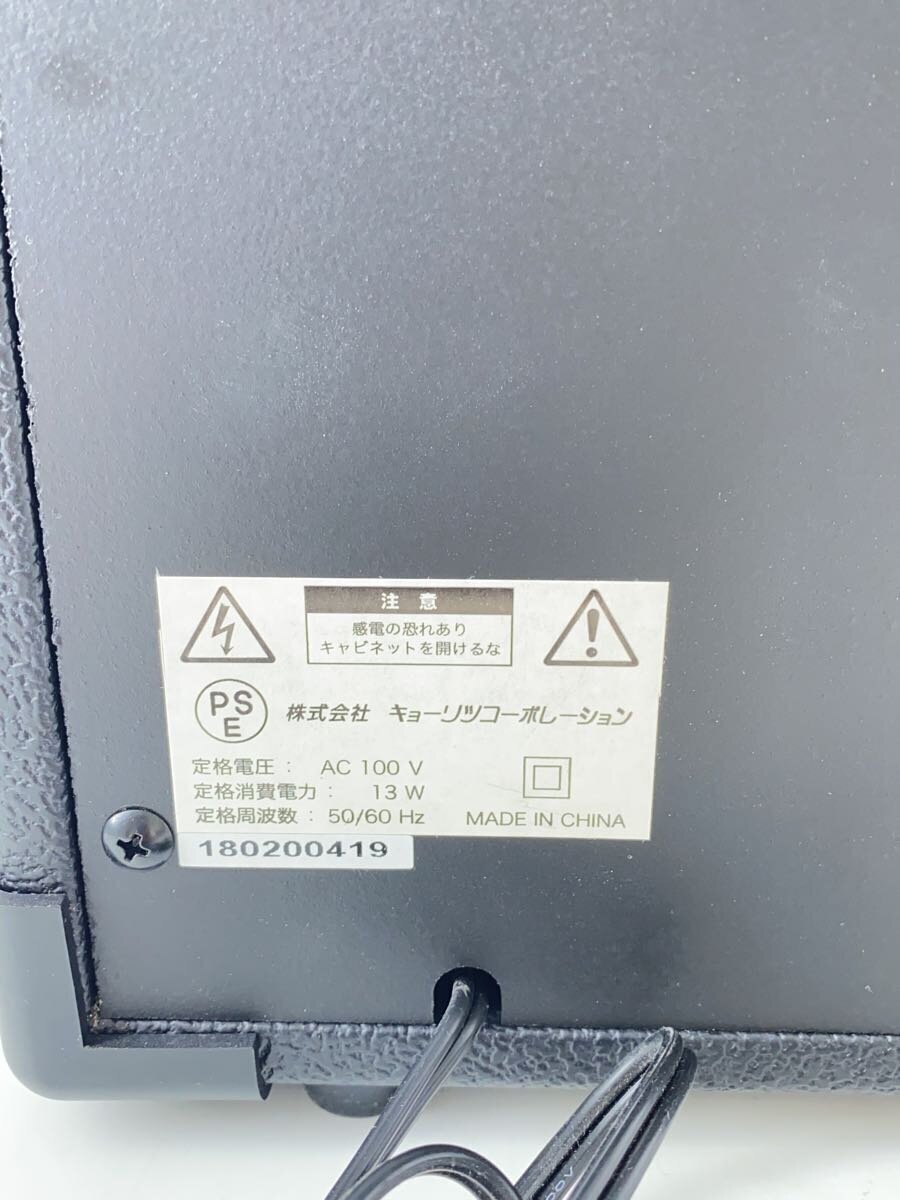 注 意
感電の恐れあり
キャビネットを開けるな
PS
E
株式会社 キョーリツコーポレーション
定格電圧： AC 100 V
定格消費電力： 13 W
定格周波数： 50/60 Hz
MADE IN CHINA
180200419